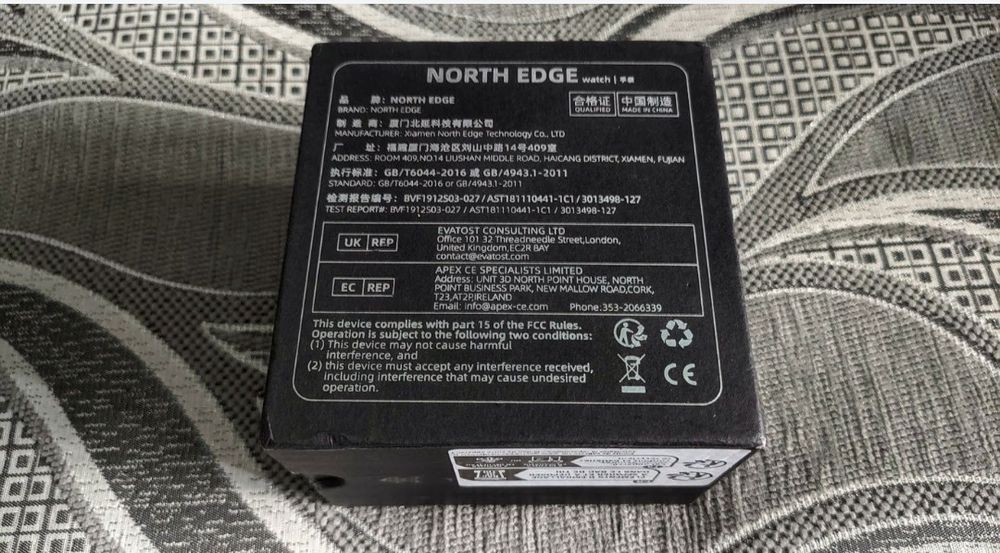 NORTH EDGE watch | 手表
品 牌：NORTH EDGE
BRAND: NORTH EDGE
合格证
QUALIFIED
中国制造
MADE IN CHINA
制 造 商：厦门北冱科技有限公司
MANUFACTURER: Xiamen North Edge Technology Co., LTD
厂 址：福建厦门海沧区刘山中路14号409室
ADDRESS: ROOM 409,NO.14 LIUSHAN MIDDLE ROAD, HAICANG DISTRICT, XIAMEN, FUJIAN
执行标准：GB/T6044-2016 或 GB/4943.1-2011
STANDARD: GB/T6044-2016 or GB/4943.1-2011
检测报告编号：BVF1912S03-027 / AST181110441-1C1 / 3013498-127
TEST REPORT#: BVF1912S03-027 / AST181110441-1C1 / 3013498-127
UK REP
EVATOST CONSULTING LTD
Office 101 32 Threadneedle Street,London,
United Kingdom,EC2R 8AY
contact@evatost.com
EC REP
APEX CE SPECIALISTS LIMITED
Address: UNIT 3D NORTH POINT HOUSE, NORTH
POINT BUSINESS PARK, NEW MALLOW ROAD,CORK,
T23,AT2P,IRELAND
Email: info@apex-ce.com Phone:353-2066339
This device complies with part 15 of the FCC Rules.
Operation is subject to the following two conditions:
(1) This device may not cause harmful
interference, and
(2) this device must accept any interference received,
including interference that may cause undesired
operation.
CE